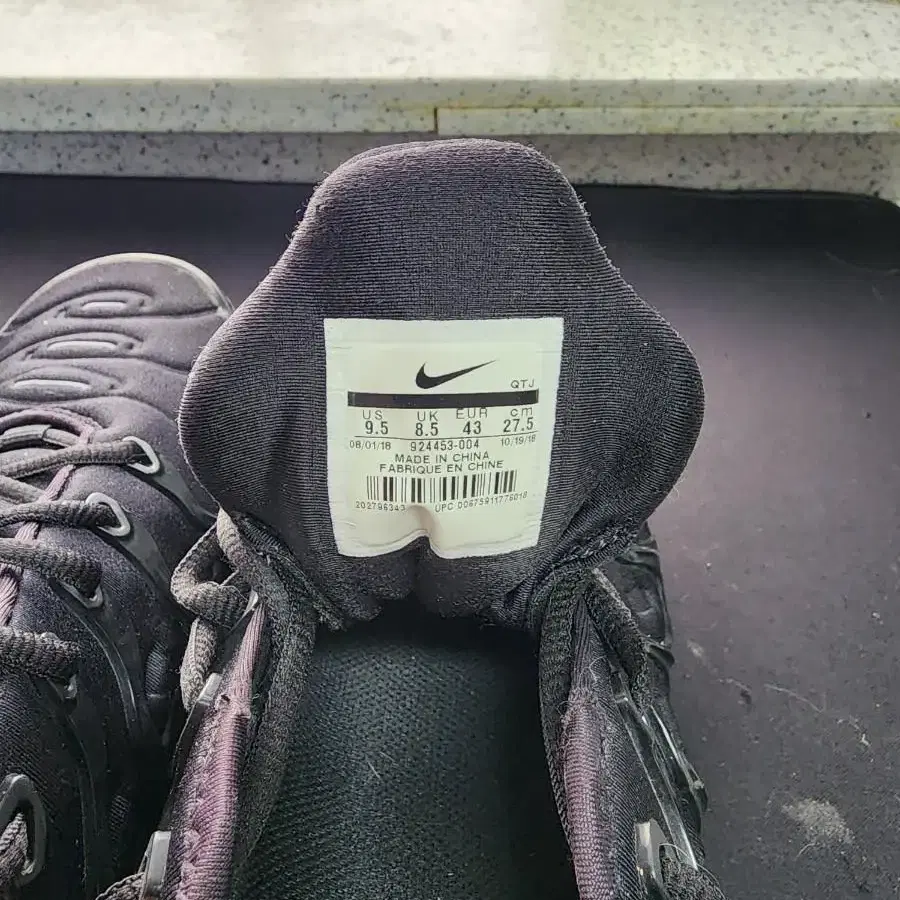 QTJ
US UK EUR cm
9.5 8.5 43 27.5
08/01/18 924453-004 10/19/18
MADE IN CHINA
FABRIQUE EN CHINE
202796343 UPC 00675911776018